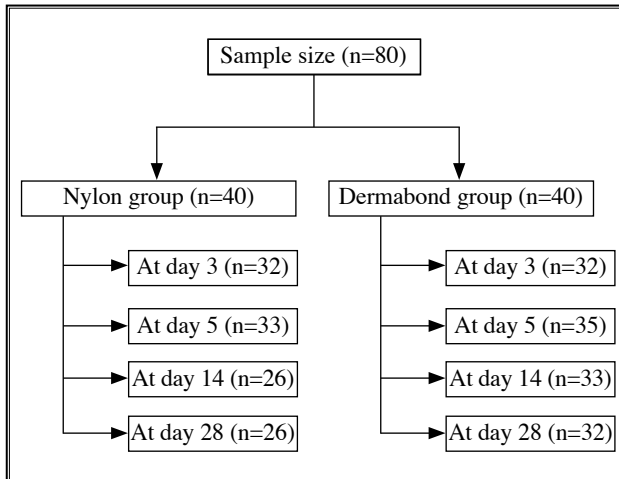 Sample size (n=80)
Nylon group (n=40)
Dermabond group (n=40)
At day 3 (n=32)
At day 3 (n=32)
At day 5 (n=33)
At day 5 (n=35)
At day 14 (n=26)
At day 14 (n=33)
At day 28 (n=26)
At day 28 (n=32)